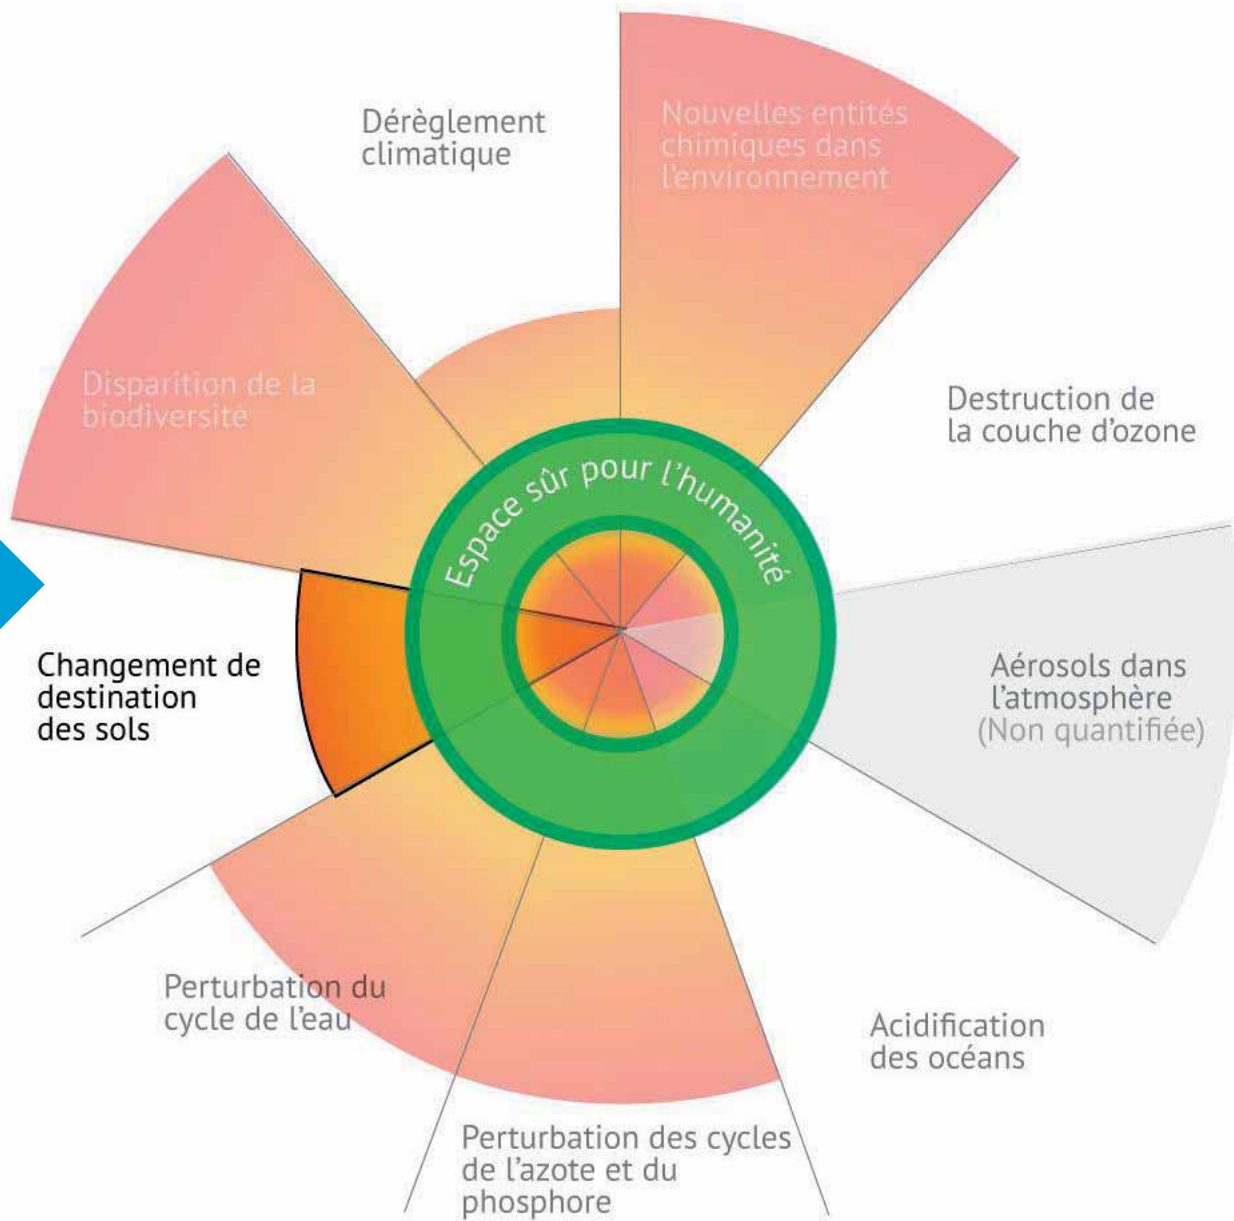 Dérèglement
climatique
Nouvelles entités
chimiques dans
l'environnement
Disparition de la
biodiversité
Destruction de
la couche d'ozone
Espace sûr pour l'humanité
Changement de
destination
des sols
Aérosols dans
l'atmosphère
(Non quantifiée)
Perturbation du
cycle de l'eau
Acidification
des océans
Perturbation des cycles
de l'azote et du
phosphore